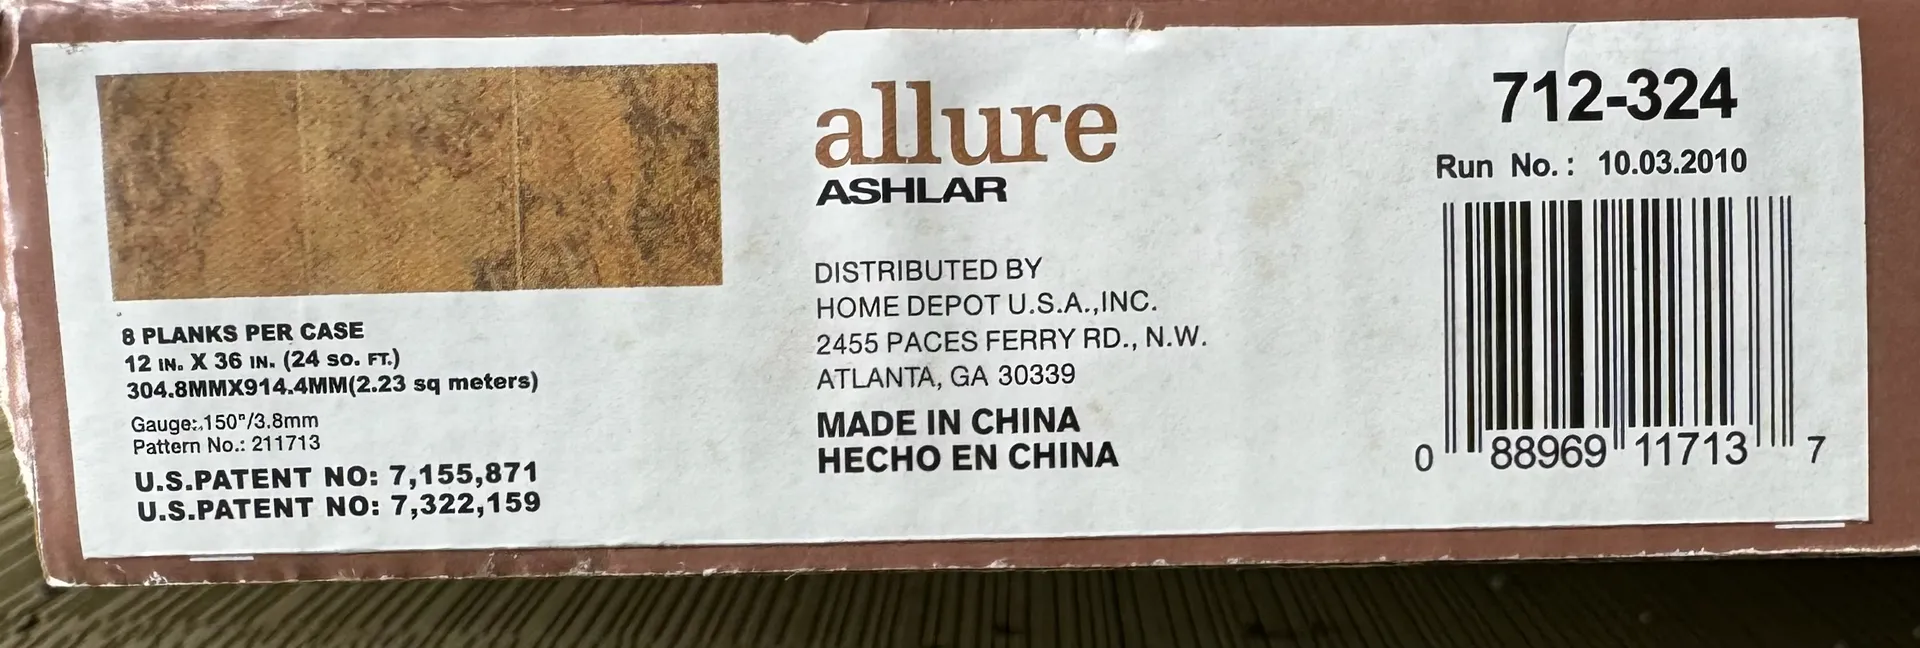 8 PLANKS PER CASE
12 IN. X 36 IN. (24 SO. FT.)
304.8MMX914.4MM(2.23 sq meters)
Gauge:.150"/3.8mm
Pattern No.: 211713
U.S.PATENT NO: 7,155,871
U.S.PATENT NO: 7,322,159
allure
ASHLAR
DISTRIBUTED BY
HOME DEPOT U.S.A.,INC.
2455 PACES FERRY RD., N.W.
ATLANTA, GA 30339
MADE IN CHINA
HECHO EN CHINA
712-324
Run No.: 10.03.2010
0 88969 11713 7